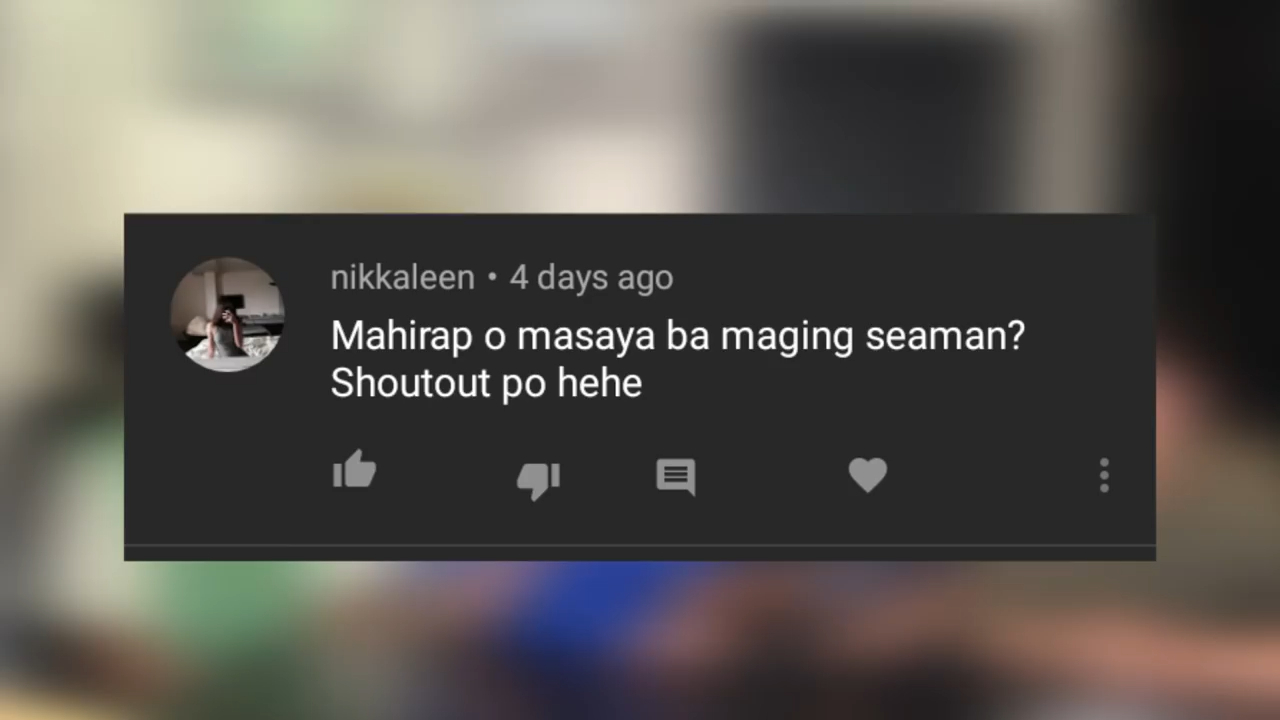 nikkaleen • 4 days ago
Mahirap o masaya ba maging seaman?
Shoutout po hehe